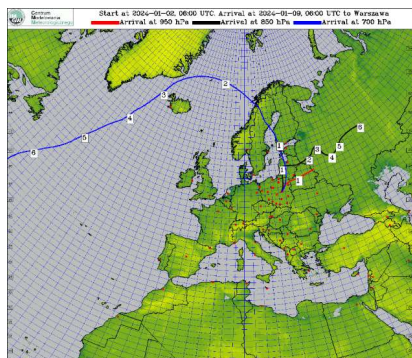 Centrum
Modelowania
Meteorologicznego
Start at 2024-01-02, 06:00 UTC. Arrival at 2024-01-09, 06:00 UTC to Warszawa
Arrival at 950 hPa
Arrival at 850 hPa
Arrival at 700 hPa
2
3
4
5
6
6
1
3
5
2
4
1
1